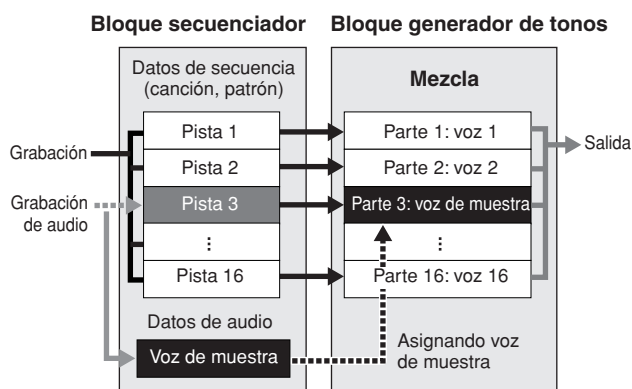 Bloque secuenciador
Bloque generador de tonos
Datos de secuencia
(canción, patrón)
Mezcla
Grabación
Pista 1
Parte 1: voz 1
Salida
Pista 2
Parte 2: voz 2
Grabación
de audio
Pista 3
Parte 3: voz de muestra
⋮
⋮
Pista 16
Parte 16: voz 16
Datos de audio
Voz de muestra
Asignando voz
de muestra